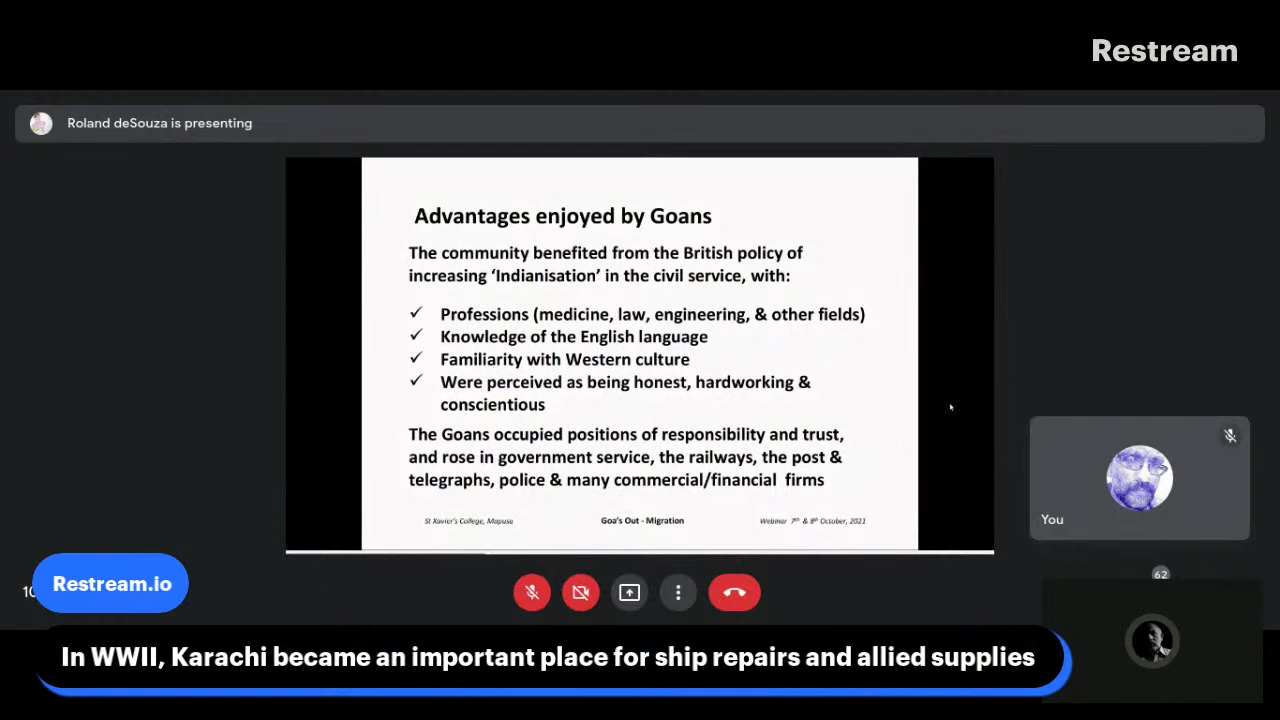 Restream
Roland deSouza is presenting
Advantages enjoyed by Goans
The community benefited from the British policy of
increasing ‘Indianisation’ in the civil service, with:
✓ Professions (medicine, law, engineering, & other fields)
✓ Knowledge of the English language
✓ Familiarity with Western culture
✓ Were perceived as being honest, hardworking &
conscientious
The Goans occupied positions of responsibility and trust,
and rose in government service, the railways, the post &
telegraphs, police & many commercial/financial firms
St Xavier's College, Mapusa Goa's Out - Migration Webinar 7th & 8th October, 2021
You
62
Restream.io
In WWII, Karachi became an important place for ship repairs and allied supplies